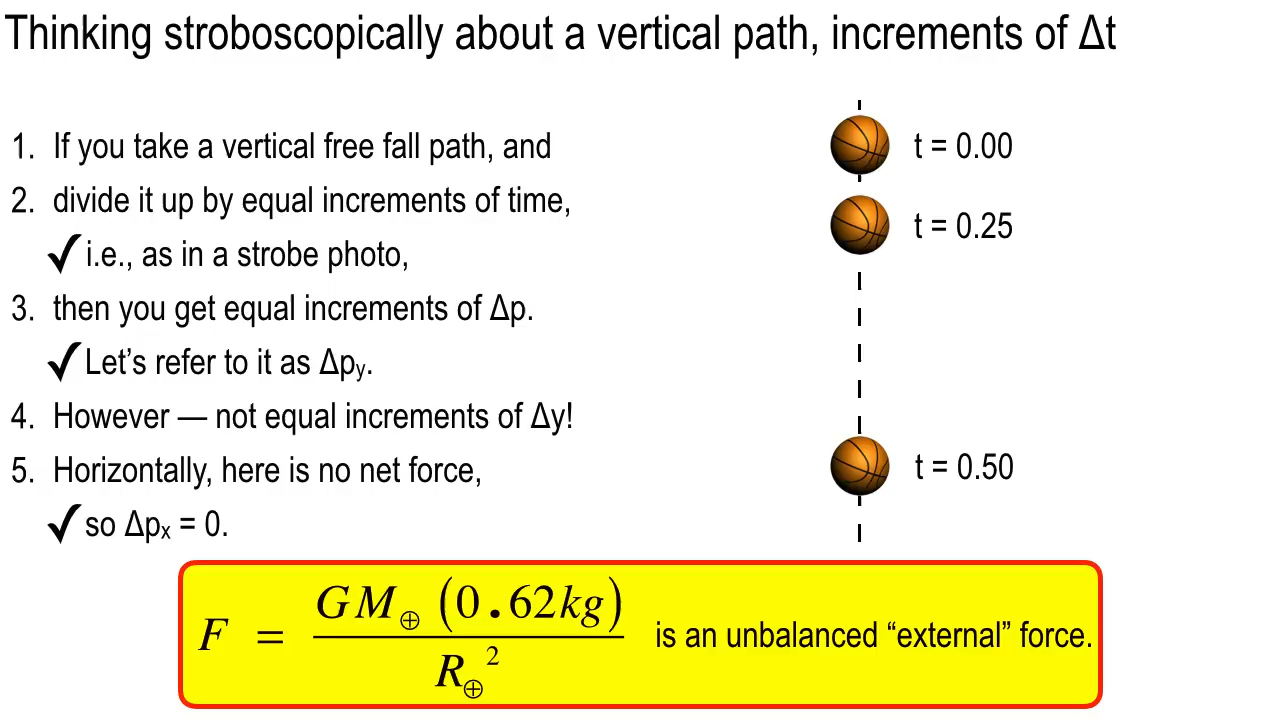 Thinking stroboscopically about a vertical path, increments of Δt
1. If you take a vertical free fall path, and
2. divide it up by equal increments of time,
✓ i.e., as in a strobe photo,
3. then you get equal increments of Δp.
✓ Let’s refer to it as Δpy.
4. However — not equal increments of Δy!
5. Horizontally, here is no net force,
✓ so Δpx = 0.
t = 0.00
t = 0.25
t = 0.50
F = GM⊕ (0.62kg) / R⊕² is an unbalanced “external” force.